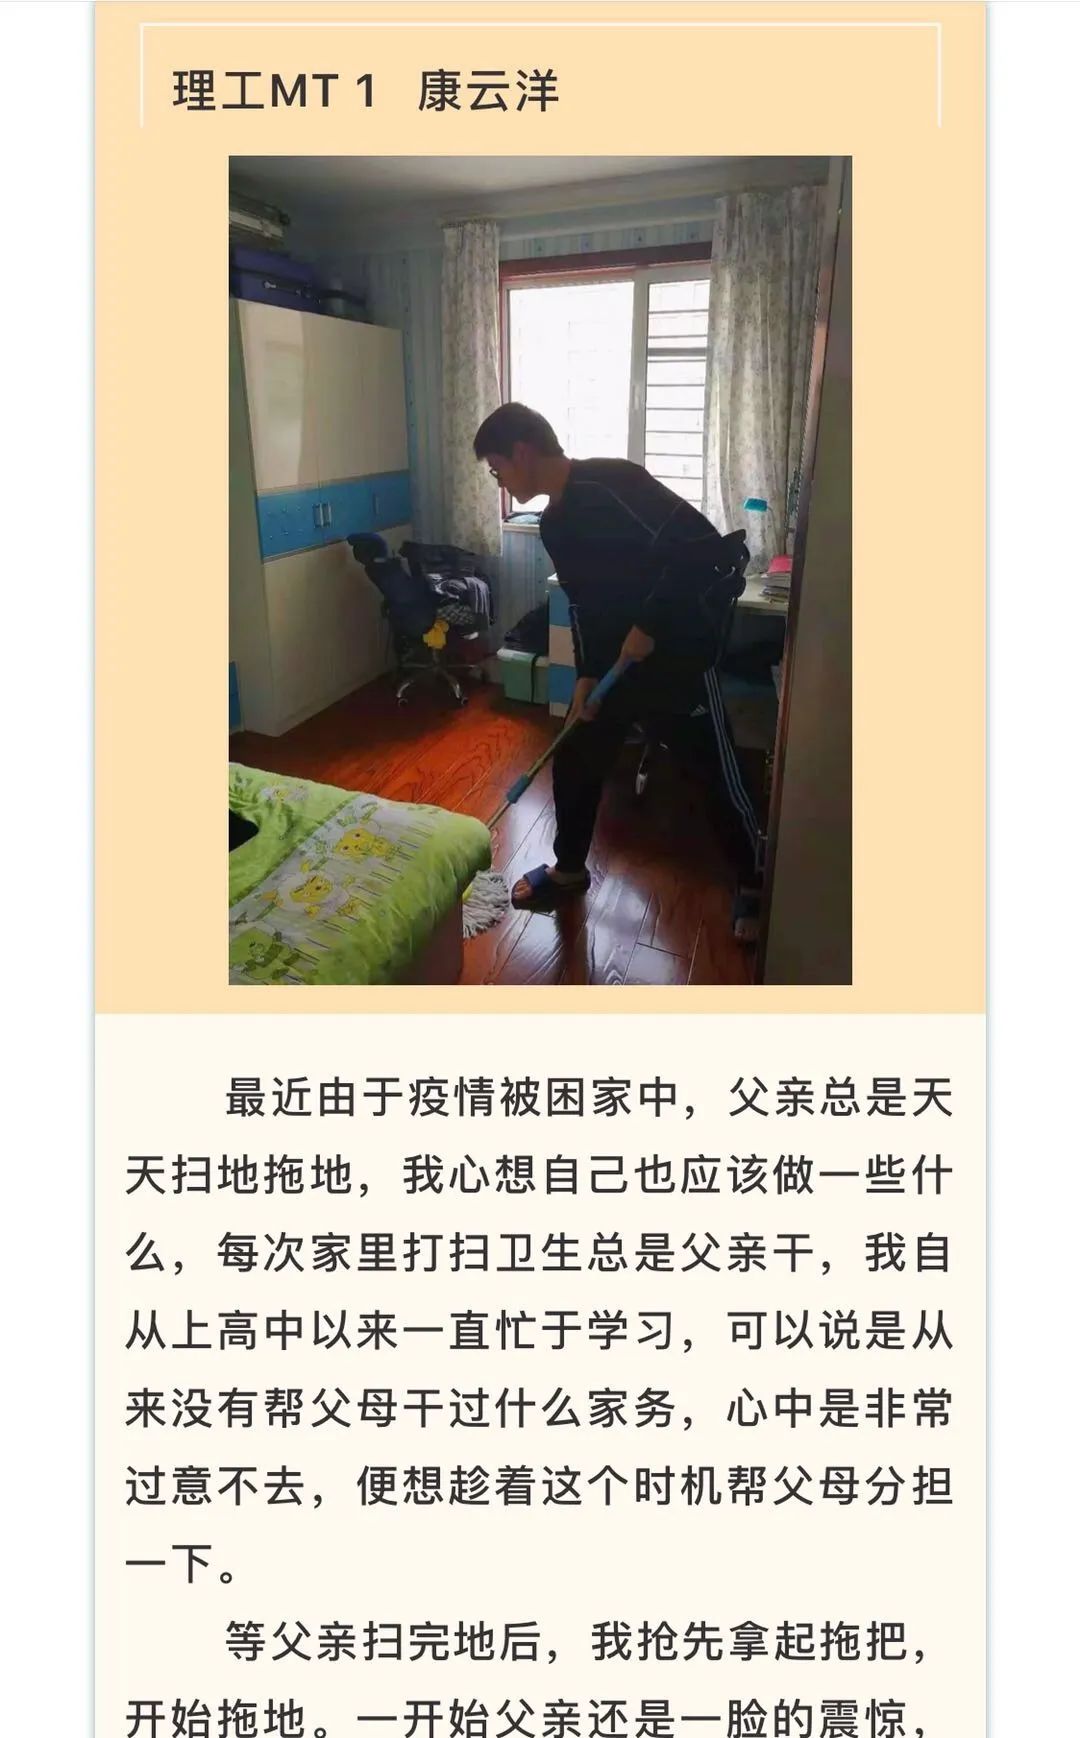 理工MT 1 康云洋
最近由于疫情被困家中，父亲总是天
天扫地拖地，我心想自己也应该做一些什
么，每次家里打扫卫生总是父亲干，我自
从上高中以来一直忙于学习，可以说是从
来没有帮父母干过什么家务，心中是非常
过意不去，便想趁着这个时机帮父母分担
一下。
等父亲扫完地后，我抢先拿起拖把，
开始拖地。一开始父亲还是一脸的震惊，